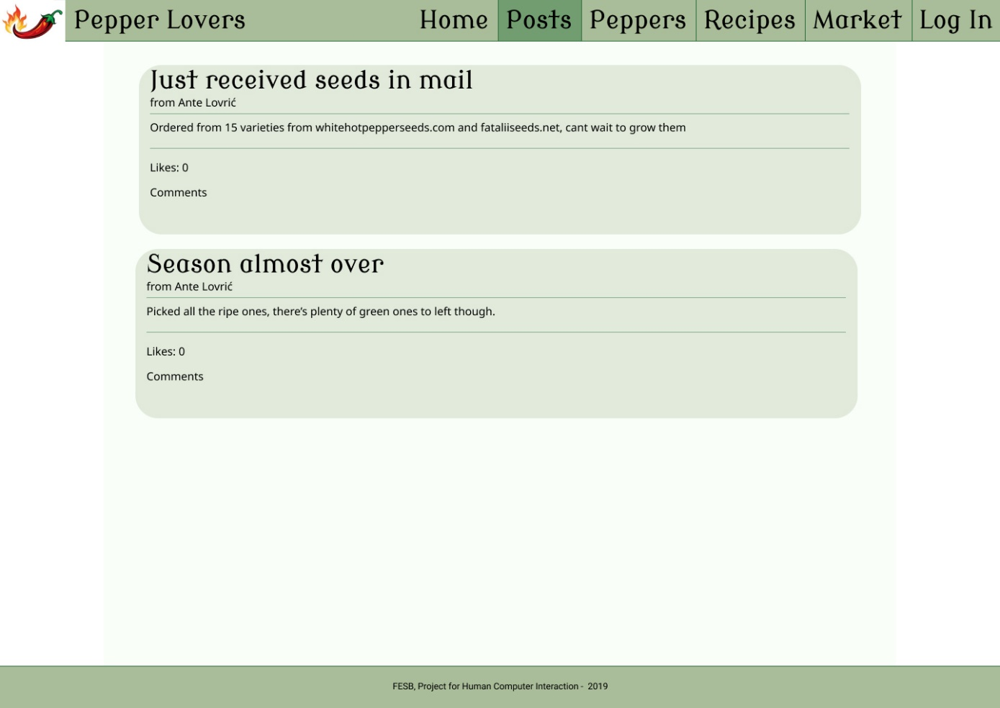 Pepper Lovers
Home
Posts
Peppers
Recipes
Market
Log In
Just received seeds in mail
from Ante Lovrić
Ordered from 15 varieties from whitehotpepperseeds.com and fataliiseeds.net, cant wait to grow them
Likes: 0
Comments
Season almost over
from Ante Lovrić
Picked all the ripe ones, there’s plenty of green ones to left though.
Likes: 0
Comments
FESB, Project for Human Computer Interaction - 2019